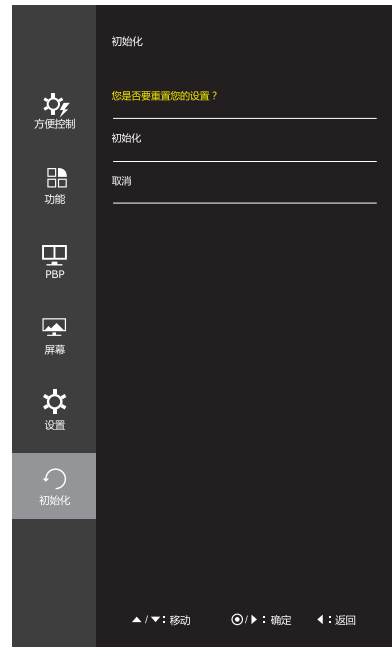 初始化
您是否要重置您的设置？
初始化
取消
方便控制
功能
PBP
屏幕
设置
初始化
▲/▼: 移动 ⦿/▶: 确定 ◀: 返回